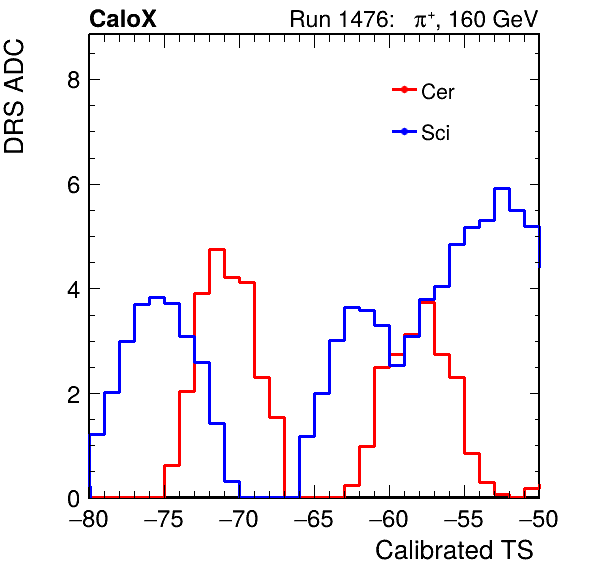 CaloX Run 1476: π⁺, 160 GeV
DRS ADC
Cer
Sci
8
6
4
2
0
−80 −75 −70 −65 −60 −55 −50
Calibrated TS